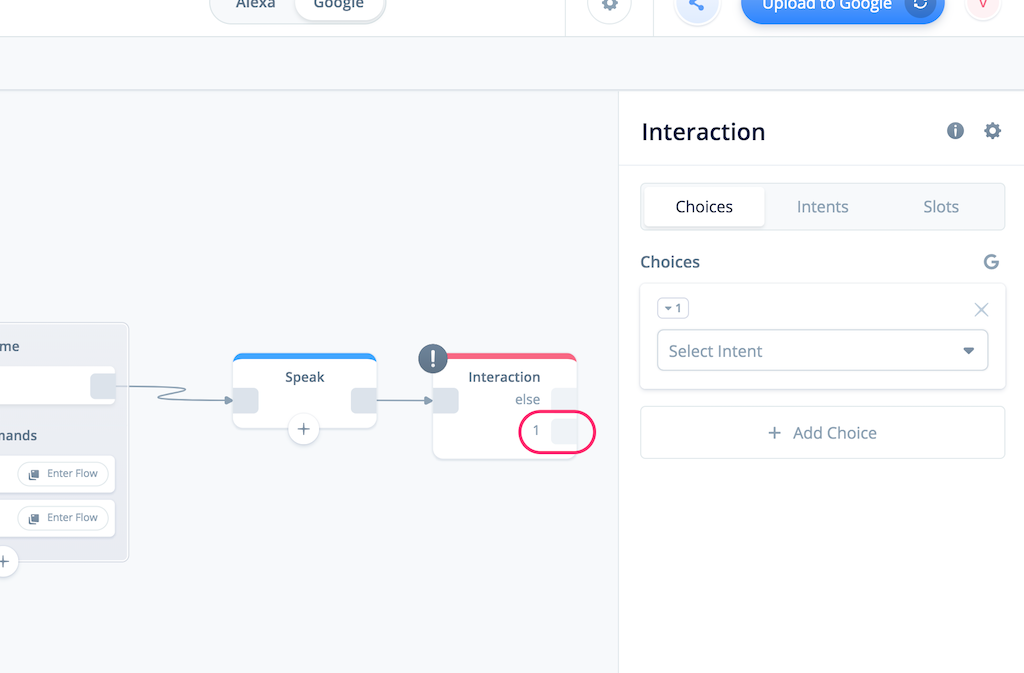 Alexa
Google
Upload to Google
V
Interaction
Choices
Intents
Slots
Choices
G
1
Select Intent
+ Add Choice
me
mands
Enter Flow
Enter Flow
Speak
Interaction
else
1